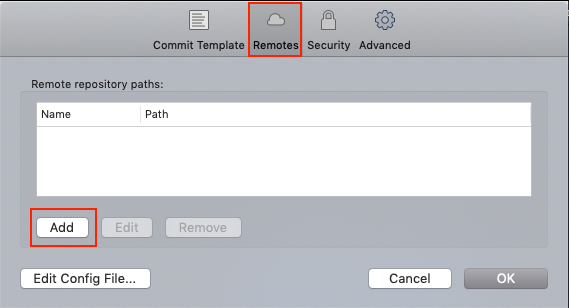 Commit Template Remotes Security Advanced
Remote repository paths:
Name Path
Add Edit Remove
Edit Config File... Cancel OK